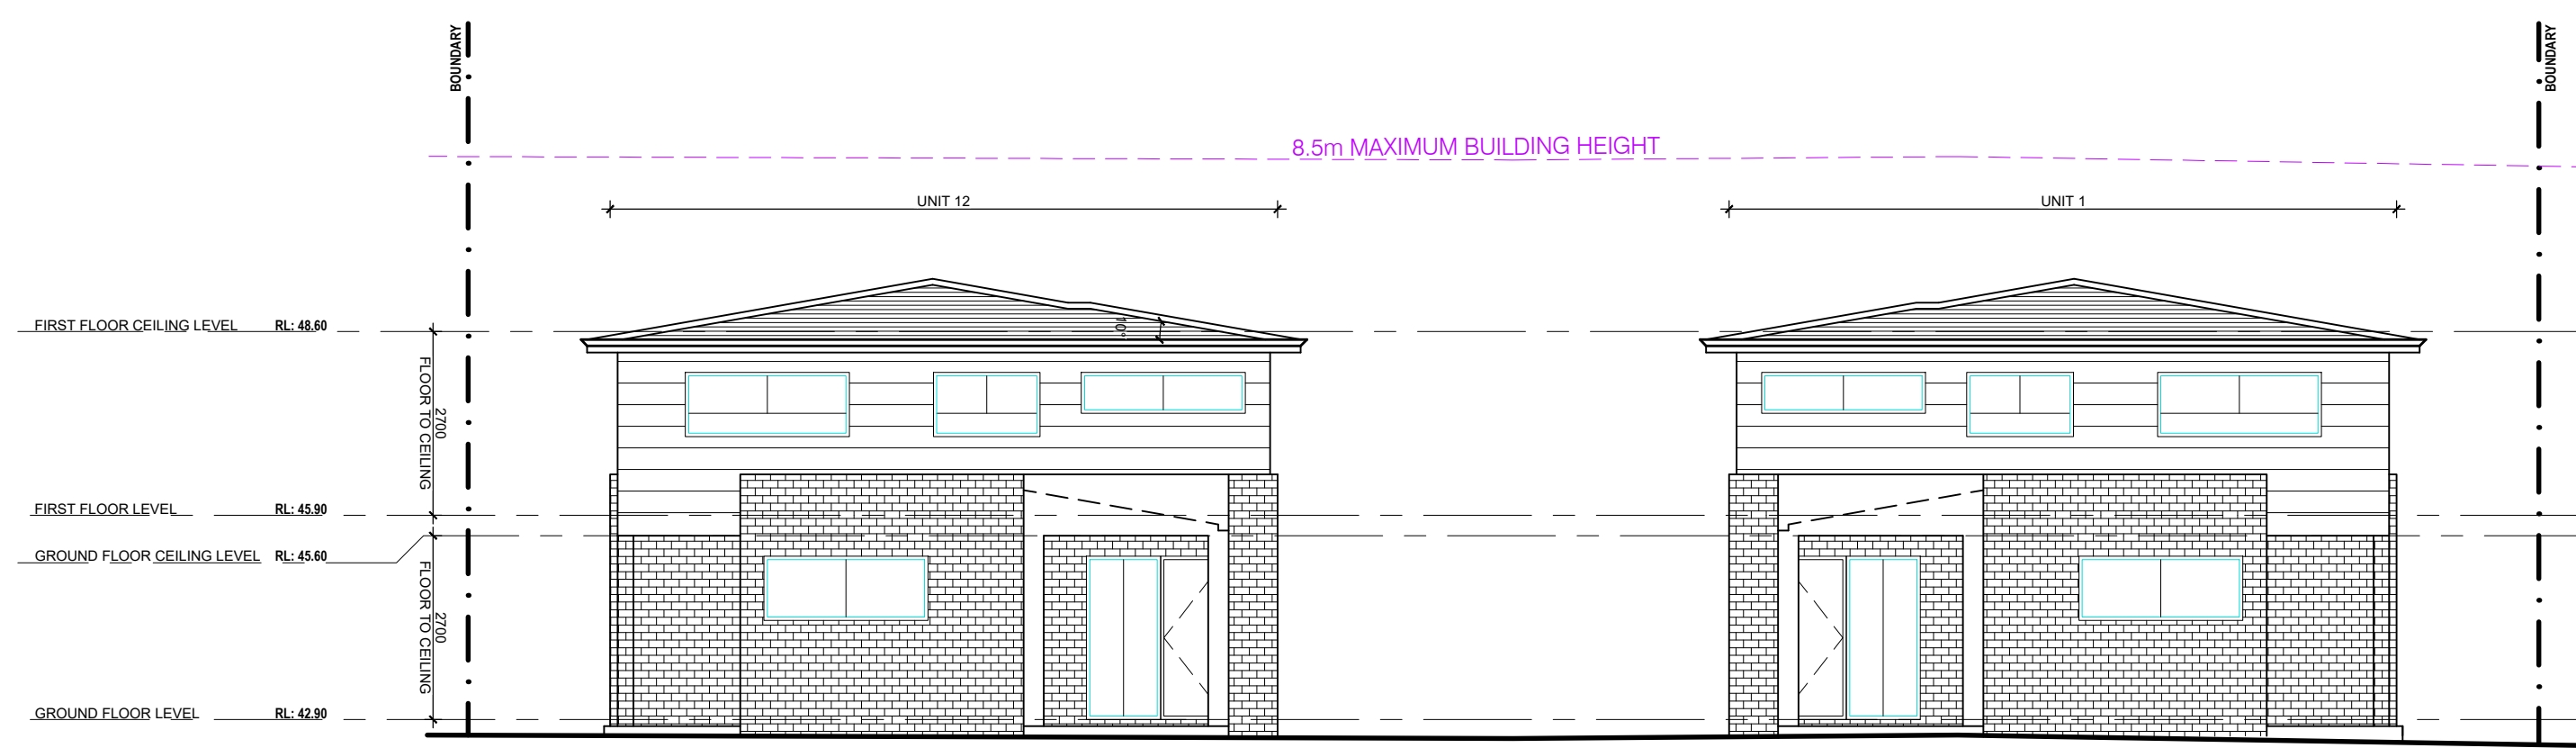 BOUNDARY
BOUNDARY
8.5m MAXIMUM BUILDING HEIGHT
UNIT 12
UNIT 1
FIRST FLOOR CEILING LEVEL RL: 48.60
10°
2700
FLOOR TO CEILING
FIRST FLOOR LEVEL RL: 45.90
GROUND FLOOR CEILING LEVEL RL: 45.60
2700
FLOOR TO CEILING
GROUND FLOOR LEVEL RL: 42.90